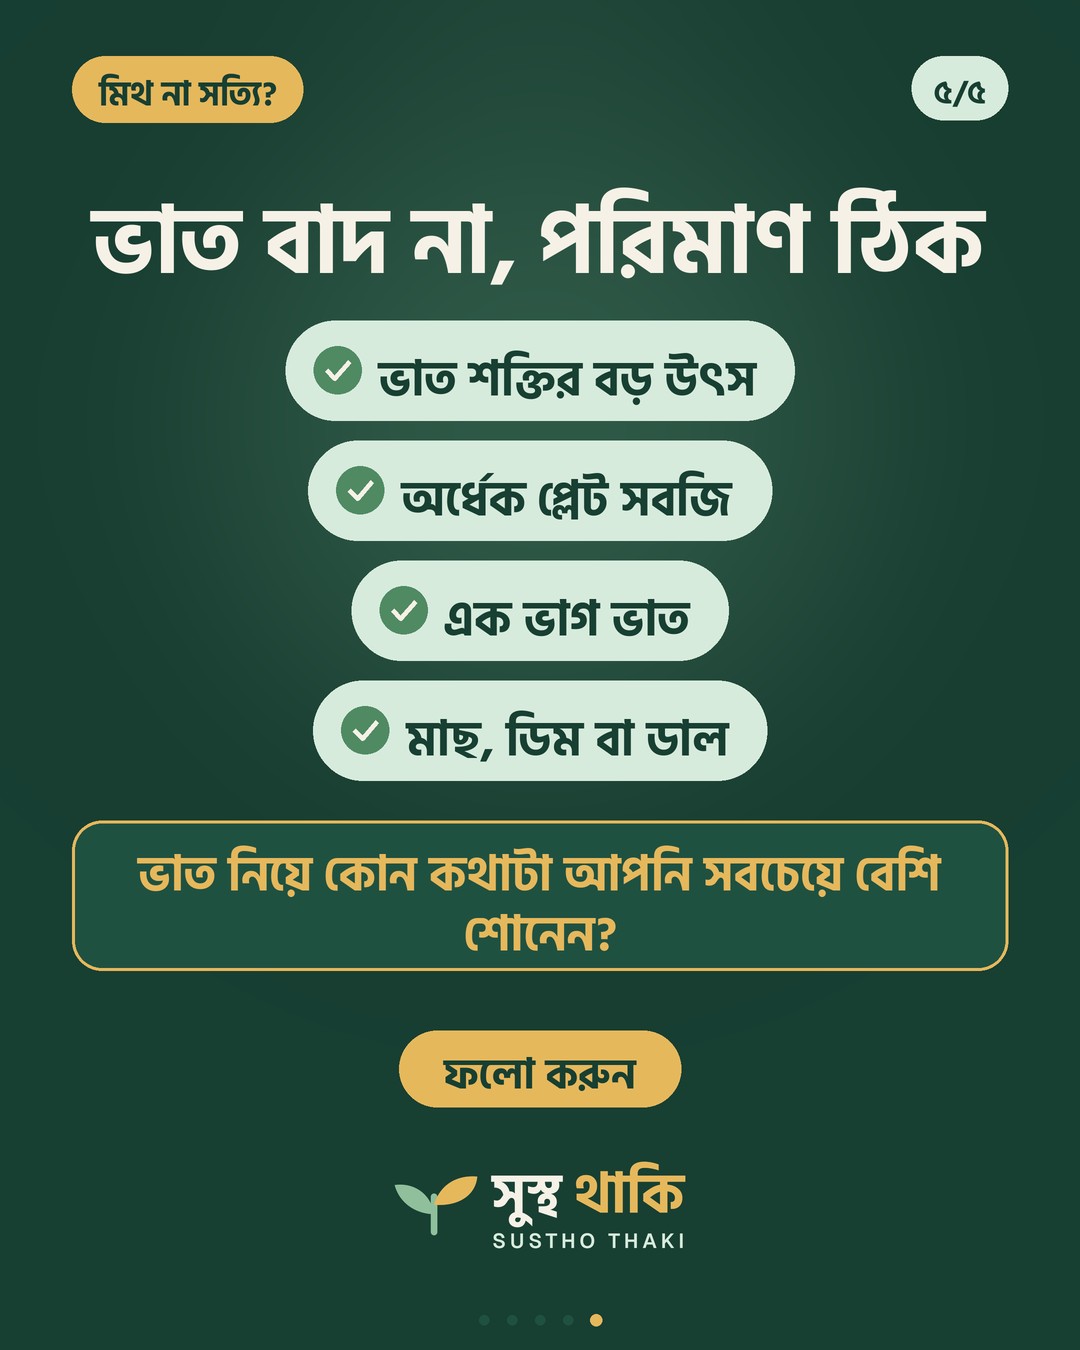 মিথ না সত্যি?
৫/৫
ভাত বাদ না, পরিমাণ ঠিক
ভাত শক্তির বড় উৎস
অর্ধেক প্লেট সবজি
এক ভাগ ভাত
মাছ, ডিম বা ডাল
ভাত নিয়ে কোন কথাটা আপনি সবচেয়ে বেশি
শোনেন?
ফলো করুন
সুস্থ থাকি
SUSTHO THAKI